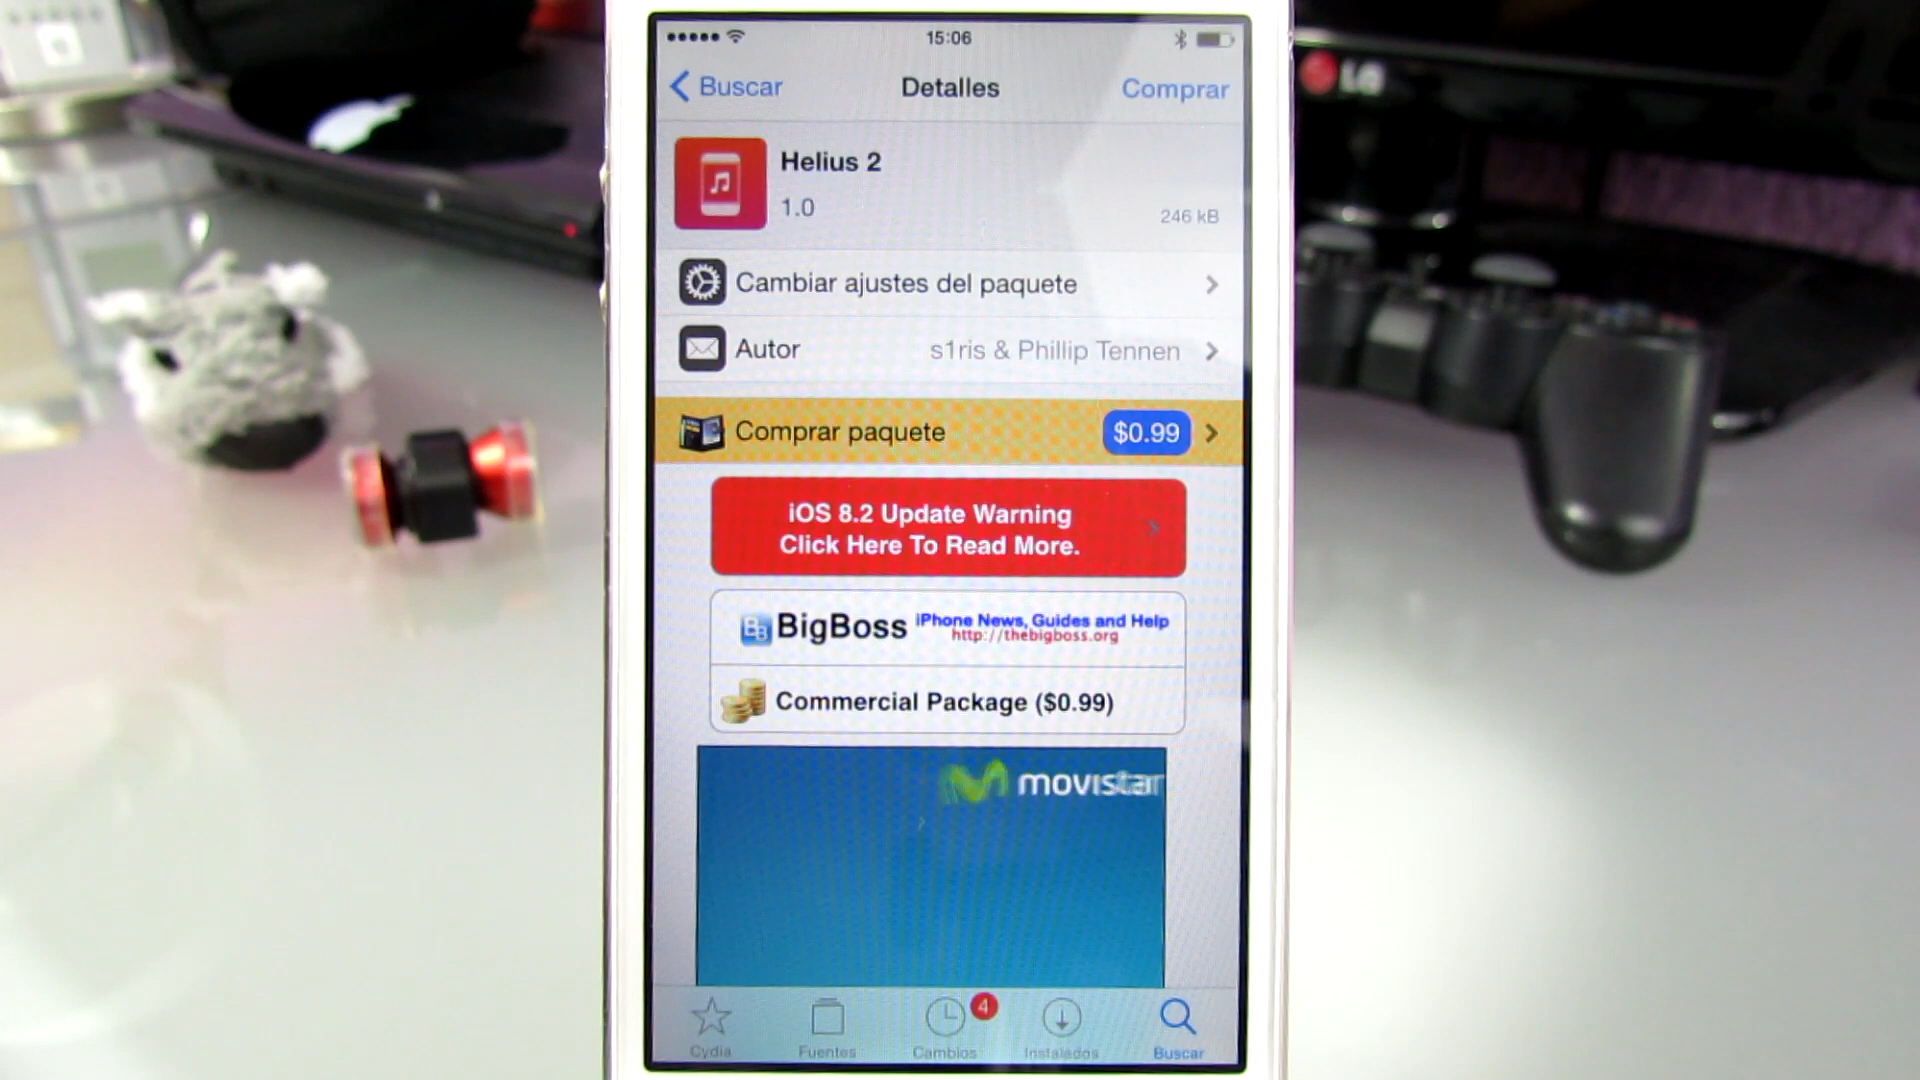 15:06
Buscar
Detalles
Comprar
LG
Helius 2
1.0
246 kB
Cambiar ajustes del paquete
Autor
s1ris & Phillip Tennen
Comprar paquete
$0.99
iOS 8.2 Update Warning
Click Here To Read More.
BigBoss
iPhone News, Guides and Help
http://thebigboss.org
Commercial Package ($0.99)
movistar
4
Cydia
Fuentes
Cambios
Instalados
Buscar